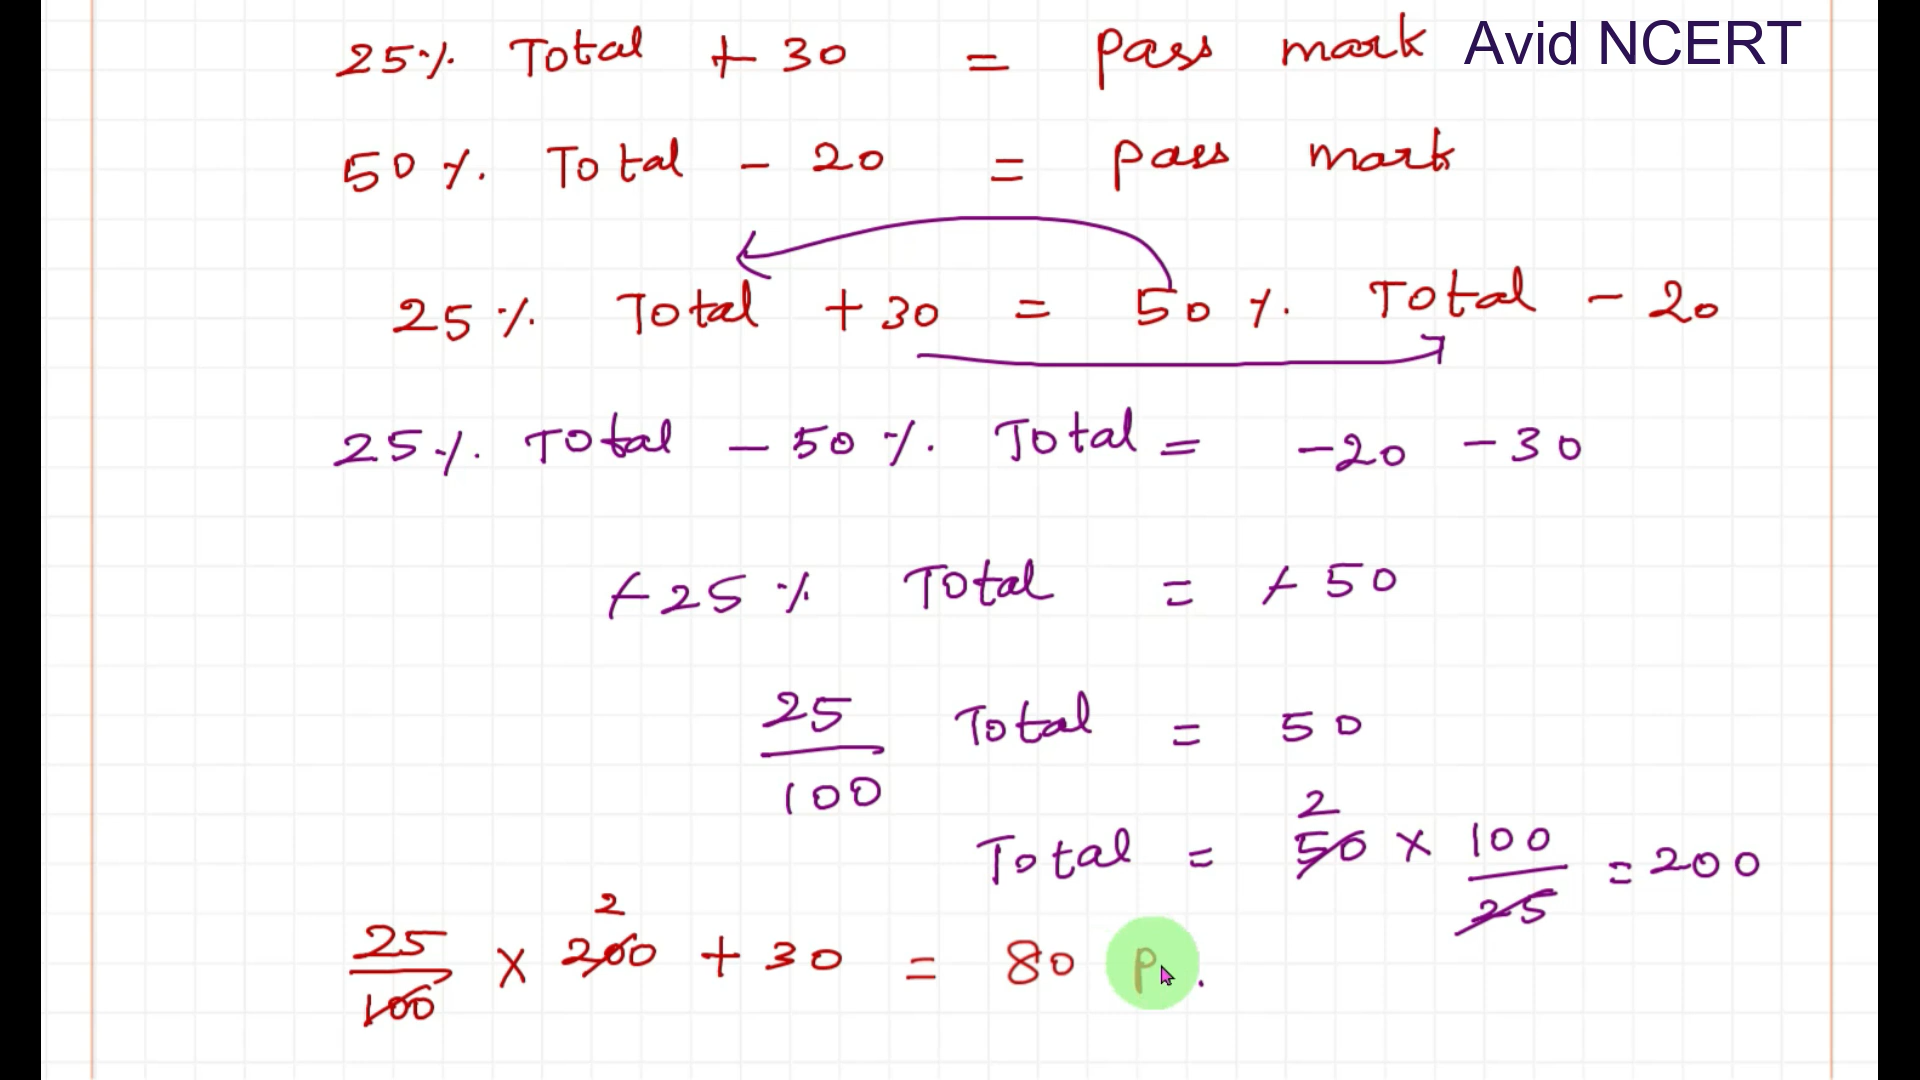 25% Total + 30 = pass mark Avid NCERT
50% Total - 20 = pass mark
25% Total + 30 = 50% Total - 20
25% Total - 50% Total = -20 -30
-25% Total = -50
25/100 Total = 50
2
Total = 50 × 100/25 = 200
2
25/100 × 200 + 30 = 80 P.